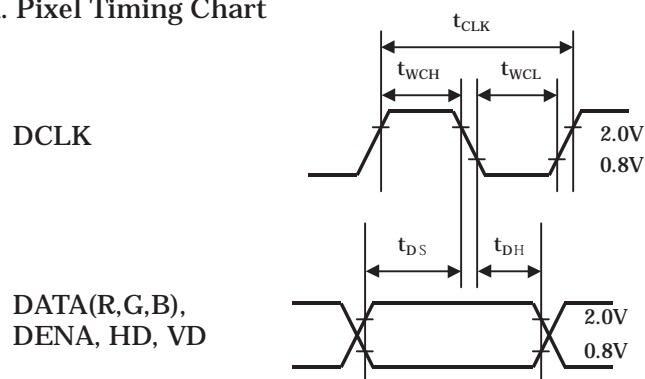 . Pixel Timing Chart
tCLK
tWCH
tWCL
DCLK
2.0V
0.8V
tDS
tDH
DATA(R,G,B),
DENA, HD, VD
2.0V
0.8V